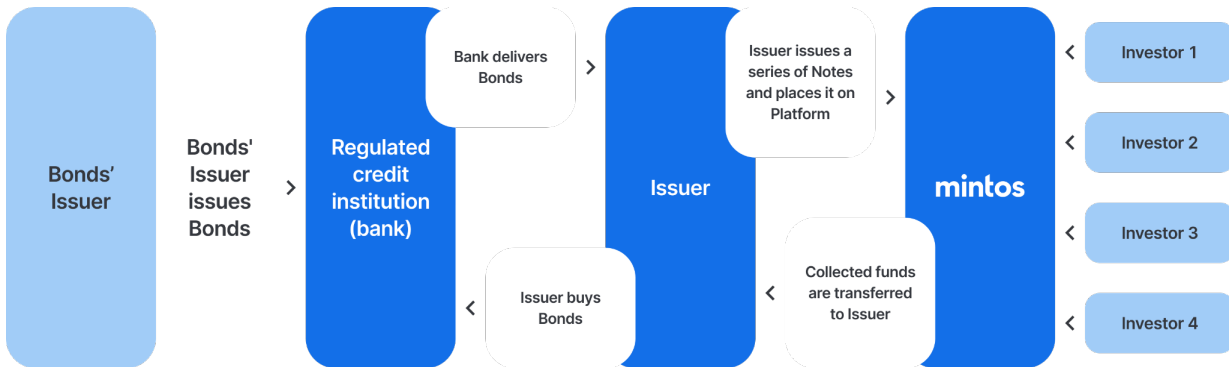 Bonds’
Issuer
Bonds'
Issuer
issues
Bonds
Regulated
credit
institution
(bank)
Bank delivers
Bonds
Issuer buys
Bonds
Issuer
Issuer issues a
series of Notes
and places it on
Platform
Collected funds
are transferred
to Issuer
mintos
Investor 1
Investor 2
Investor 3
Investor 4